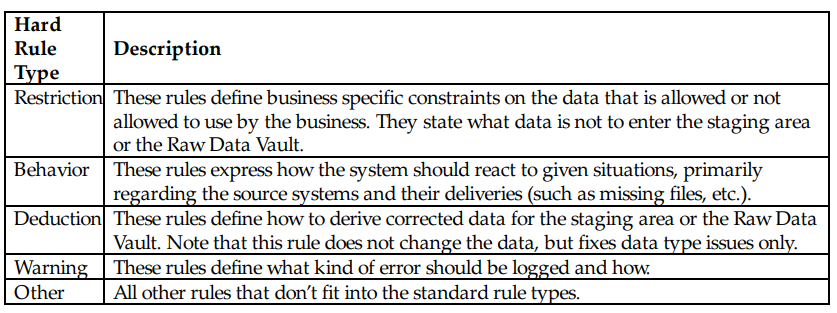 Hard
Rule
Type
Description
Restriction
These rules define business specific constraints on the data that is allowed or not
allowed to use by the business. They state what data is not to enter the staging area
or the Raw Data Vault.
Behavior
These rules express how the system should react to given situations, primarily
regarding the source systems and their deliveries (such as missing files, etc.).
Deduction
These rules define how to derive corrected data for the staging area or the Raw Data
Vault. Note that this rule does not change the data, but fixes data type issues only.
Warning
These rules define what kind of error should be logged and how.
Other
All other rules that don’t fit into the standard rule types.